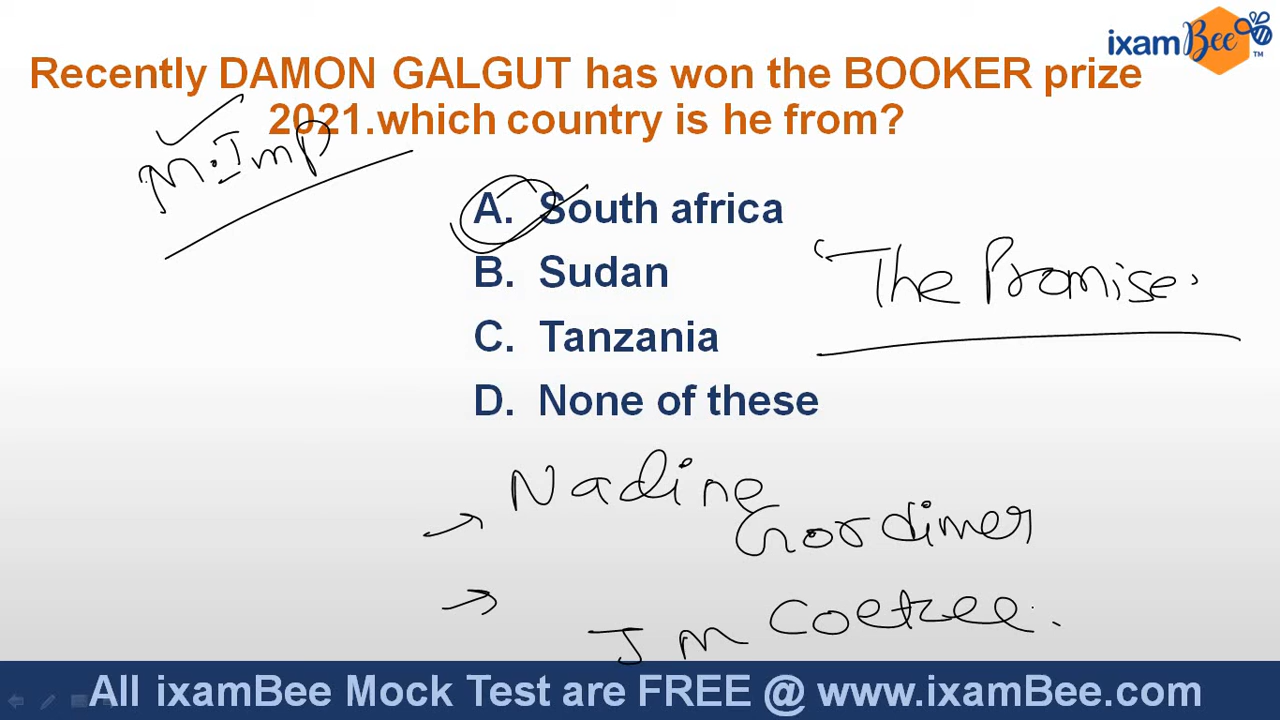 ixamBee™
Recently DAMON GALGUT has won the BOOKER prize
2021.which country is he from?
M.Imp
A. South africa
B. Sudan
C. Tanzania
D. None of these
"The Promise.
Nadine
Gordimer
J M Coetzee.
All ixamBee Mock Test are FREE @ www.ixamBee.com